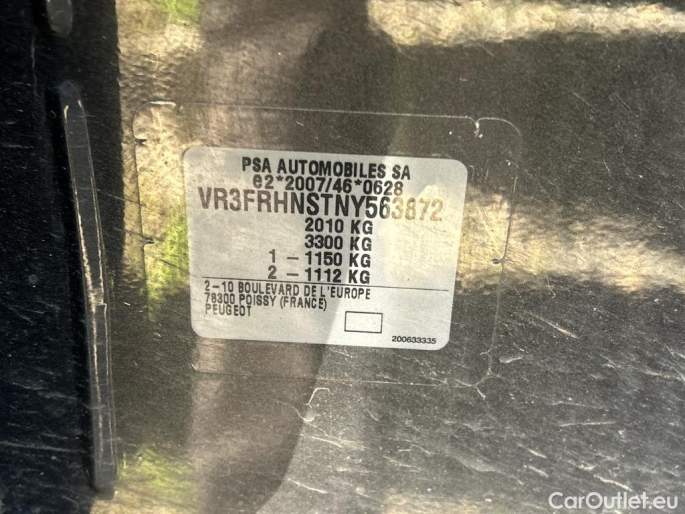 PSA AUTOMOBILES SA
e2*2007/46*0628
VR3FRHNSTNY563872
2010 KG
3300 KG
1 - 1150 KG
2 - 1112 KG
2-10 BOULEVARD DE L'EUROPE
78300 POISSY (FRANCE)
PEUGEOT
200633335
CarOutlet.eu